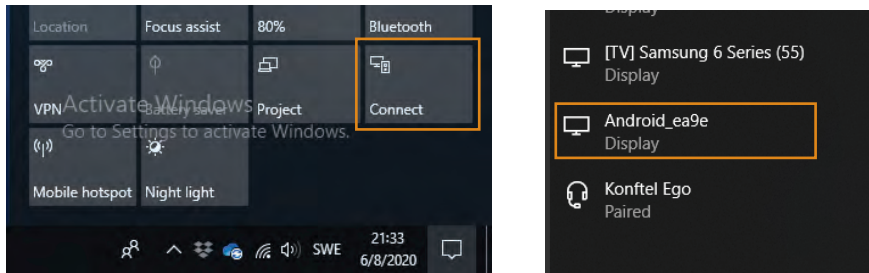 Location Focus assist 80% Bluetooth
VPN Battery saver Project Connect
Activate Windows
Go to Settings to activate Windows.
Mobile hotspot Night light
SWE 21:33
6/8/2020
Display
[TV] Samsung 6 Series (55)
Display
Android_ea9e
Display
Konftel Ego
Paired